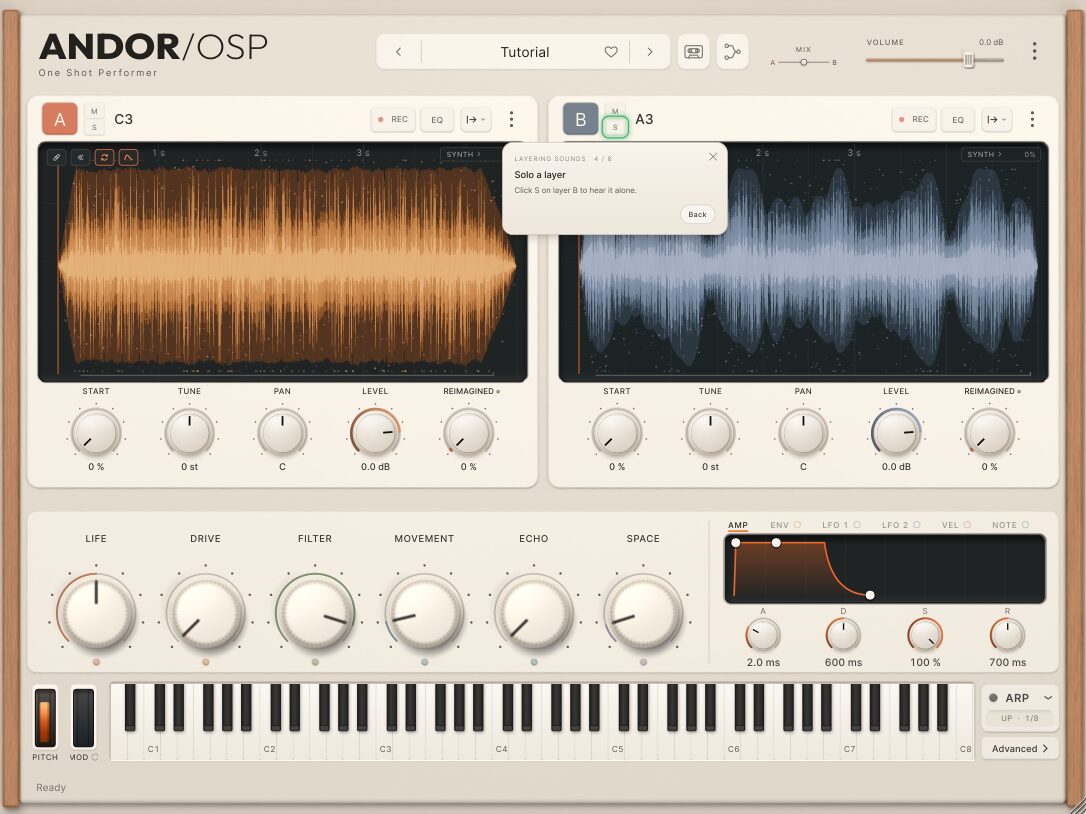 ANDOR/OSP
One Shot Performer
Tutorial
MIX
A B
VOLUME 0.0 dB
A
M
S
C3
REC
EQ
1 s 2 s 3 s
SYNTH
START TUNE PAN LEVEL REIMAGINED
0 % 0 st C 0.0 dB 0 %
B
M
S
A3
REC
EQ
2 s 3 s
SYNTH 0%
LAYERING SOUNDS 4 / 8
Solo a layer
Click S on layer B to hear it alone.
Back
START TUNE PAN LEVEL REIMAGINED
0 % 0 st C 0.0 dB 0 %
LIFE DRIVE FILTER MOVEMENT ECHO SPACE
AMP ENV LFO 1 LFO 2 VEL NOTE
A D S R
2.0 ms 600 ms 100 % 700 ms
PITCH MOD
C1 C2 C3 C4 C5 C6 C7 C8
ARP
UP · 1/8
Advanced
Ready